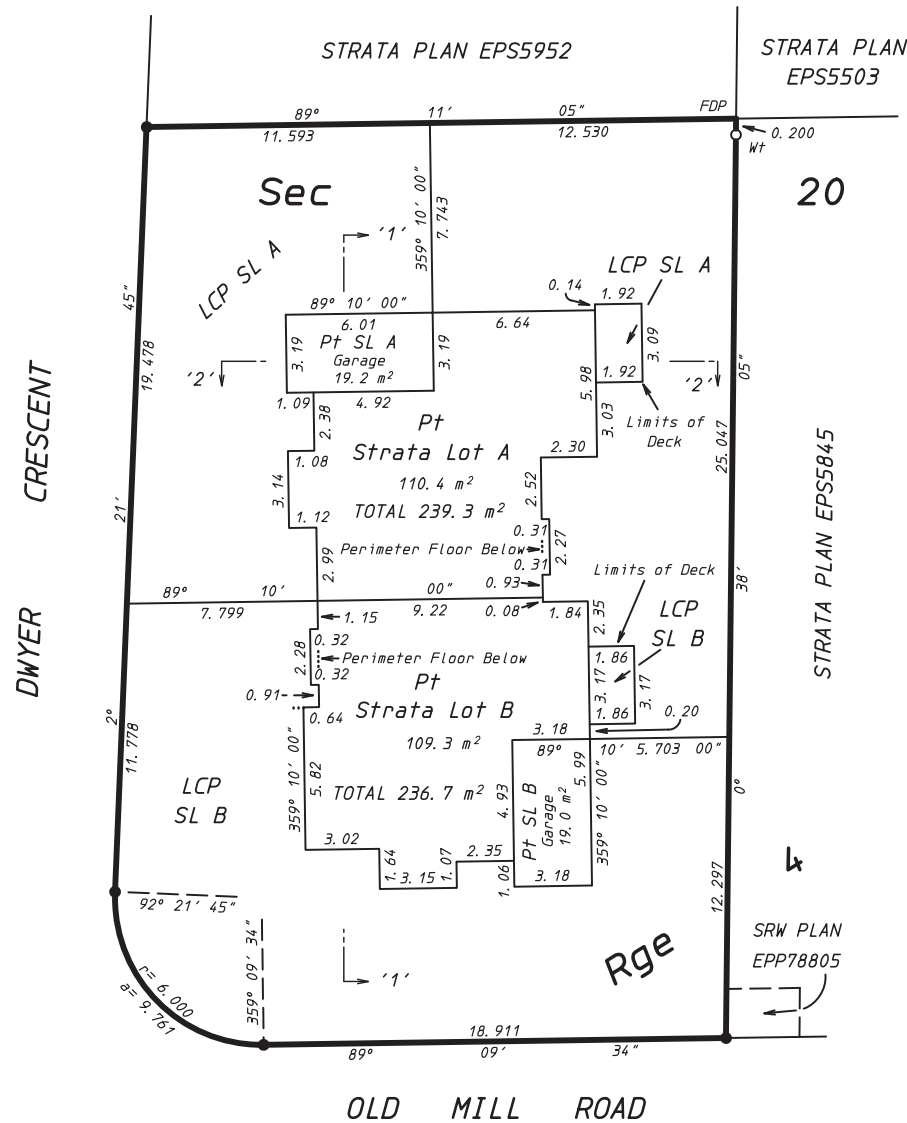 STRATA PLAN EPS5952
STRATA PLAN
EPS5503
89° 11' 05"
FDP
11.593
12.530
0.200
Wt
Sec
20
359° 10' 00"
7.743
'1'
LCP SL A
LCP SL A
0.14
1.92
45"
89° 10' 00"
6.01
6.64
Pt SL A
Garage
19.2 m²
3.19
3.19
3.09
1.92
'2'
'2'
05"
19.478
1.09
4.92
5.98
2.38
3.03
Limits of
Deck
Pt
Strata Lot A
110.4 m²
TOTAL 239.3 m²
1.08
2.30
25.047
3.14
2.52
1.12
0.31
Perimeter Floor Below
2.27
0.31
2.99
21'
DWYER CRESCENT
STRATA PLAN EPS5845
0.93
Limits of Deck
38'
89° 10' 00"
7.799
9.22
0.08
1.84
2.35
1.15
LCP
SL B
0.32
2.28
Perimeter Floor Below
0.32
1.86
3.17
3.17
1.86
Pt
Strata Lot B
0.91
0.64
0.20
109.3 m²
3.18
89° 10' 00"
5.703
2°
11.778
359° 10' 00"
5.82
TOTAL 236.7 m²
4.93
Pt SL B
Garage
19.0 m²
5.99
359° 10' 00"
0°
LCP
SL B
3.02
1.64
3.15
1.07
2.35
1.06
3.18
4
12.297
92° 21' 45"
359° 09' 34"
SRW PLAN
EPP78805
Rge
'1'
r= 6.000
a= 9.761
18.911
89° 09' 34"
OLD MILL ROAD